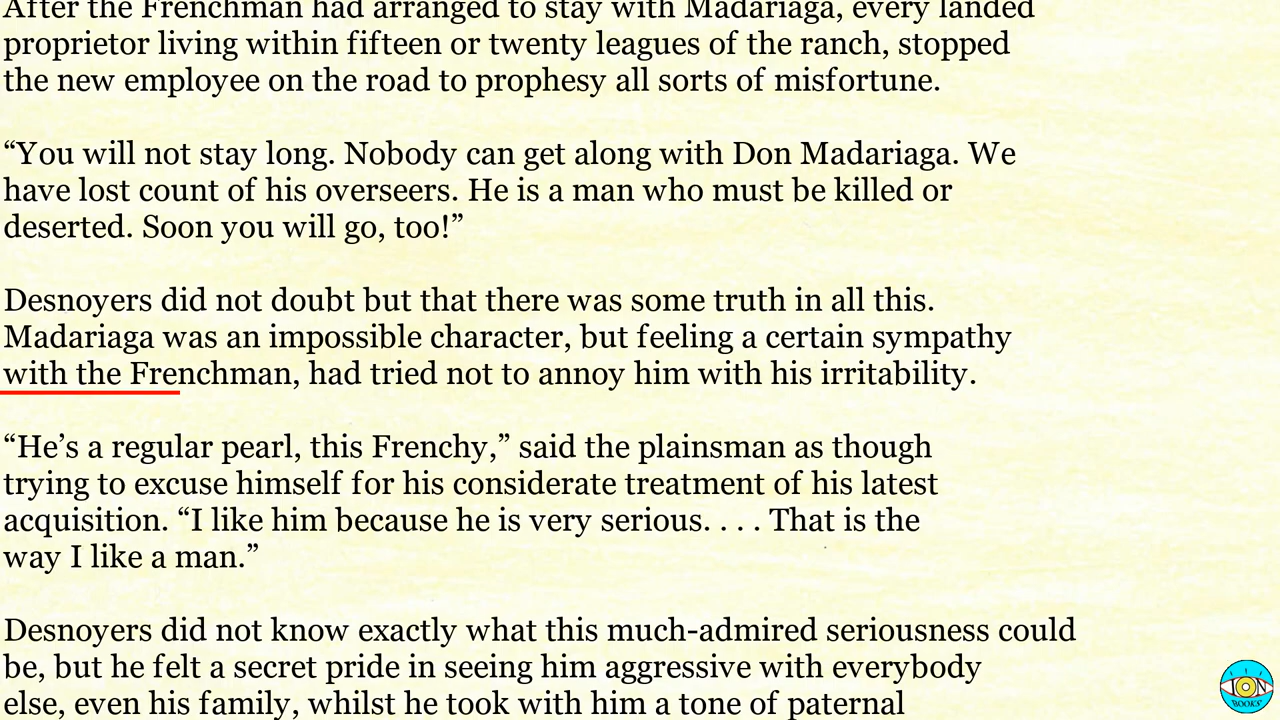 After the Frenchman had arranged to stay with Madariaga, every landed
proprietor living within fifteen or twenty leagues of the ranch, stopped
the new employee on the road to prophesy all sorts of misfortune.
“You will not stay long. Nobody can get along with Don Madariaga. We
have lost count of his overseers. He is a man who must be killed or
deserted. Soon you will go, too!”
Desnoyers did not doubt but that there was some truth in all this.
Madariaga was an impossible character, but feeling a certain sympathy
with the Frenchman, had tried not to annoy him with his irritability.
“He’s a regular pearl, this Frenchy,” said the plainsman as though
trying to excuse himself for his considerate treatment of his latest
acquisition. “I like him because he is very serious. . . . That is the
way I like a man.”
Desnoyers did not know exactly what this much-admired seriousness could
be, but he felt a secret pride in seeing him aggressive with everybody
else, even his family, whilst he took with him a tone of paternal
ION
BOOKS